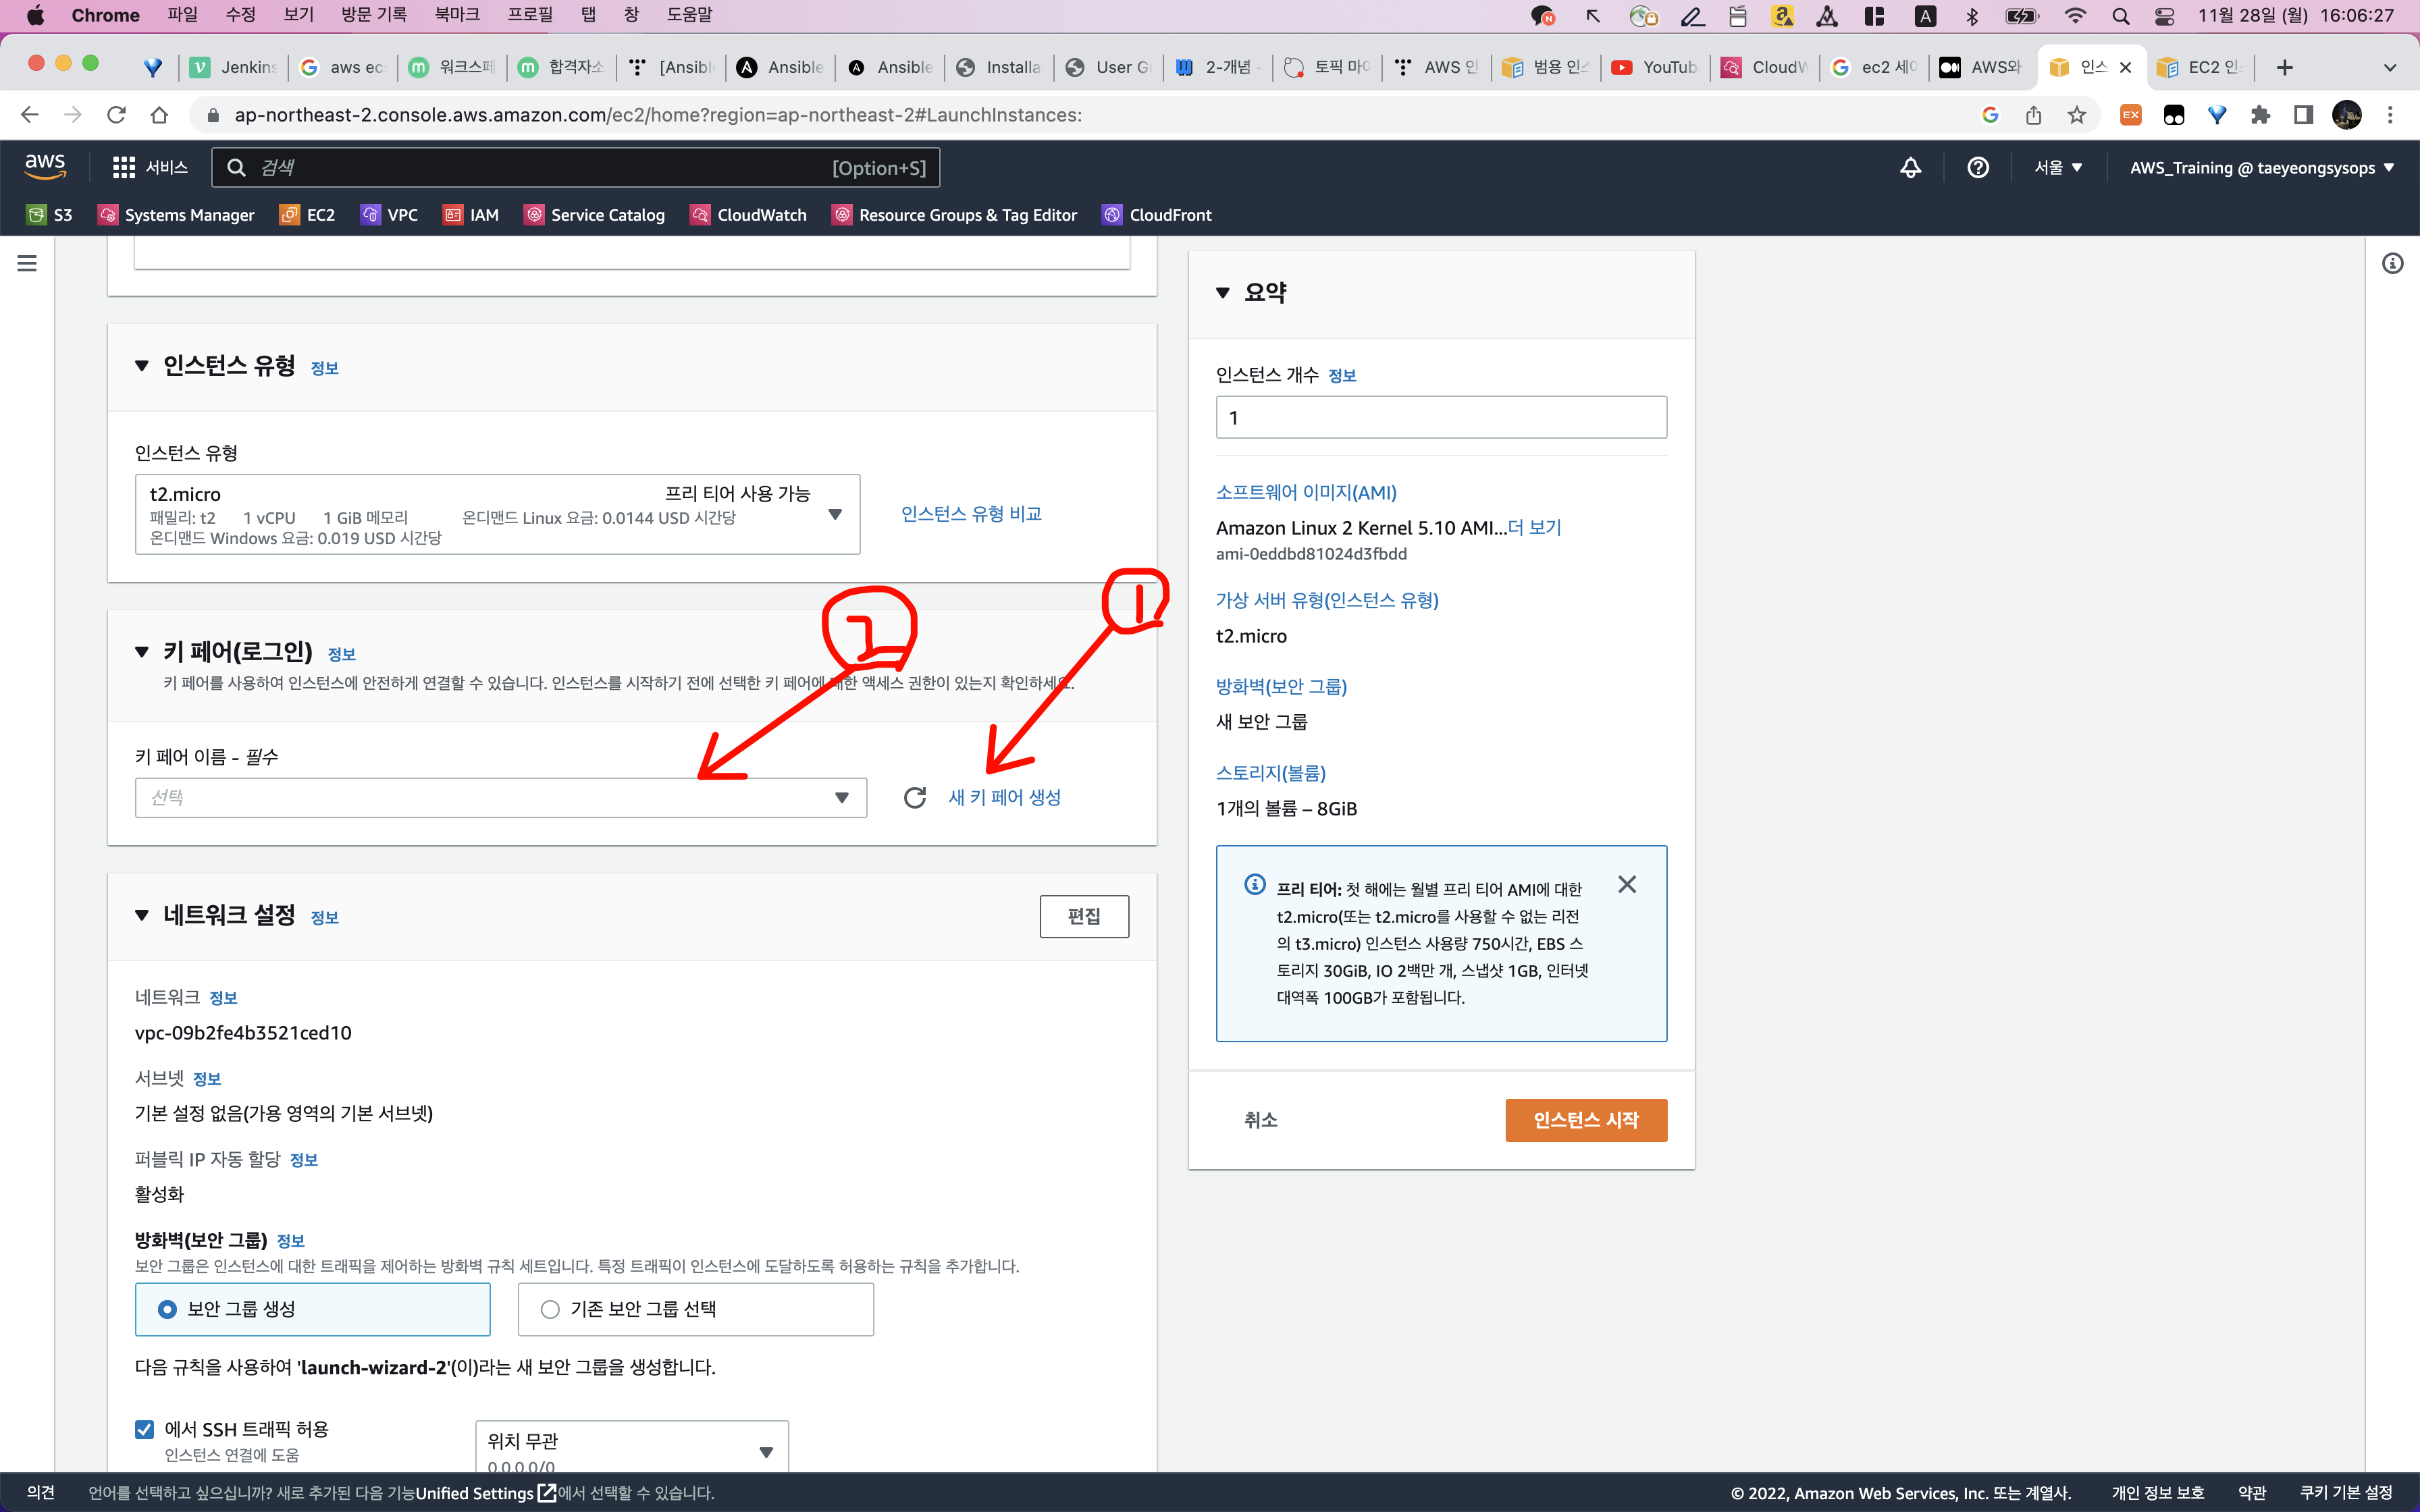 Chrome 파일 수정 보기 방문 기록 북마크 프로필 탭 창 도움말 11월 28일 (월) 16:06:27
Jenkins aws ec 워크스페 합격자소 [Ansibl Ansible Ansible Installa User G 2-개념 - 토픽 마이 AWS 인 범용 인스 YouTub CloudW ec2 세이 AWS와 인스 EC2 인스
ap-northeast-2.console.aws.amazon.com/ec2/home?region=ap-northeast-2#LaunchInstances:
aws 서비스 검색 [Option+S] 서울 AWS_Training @ taeyeongsysops
S3 Systems Manager EC2 VPC IAM Service Catalog CloudWatch Resource Groups & Tag Editor CloudFront
인스턴스 유형 정보
인스턴스 유형
t2.micro 프리 티어 사용 가능
패밀리: t2 1 vCPU 1 GiB 메모리 온디맨드 Linux 요금: 0.0144 USD 시간당
온디맨드 Windows 요금: 0.019 USD 시간당
인스턴스 유형 비교
1
2
키 페어(로그인) 정보
키 페어를 사용하여 인스턴스에 안전하게 연결할 수 있습니다. 인스턴스를 시작하기 전에 선택한 키 페어에 대한 액세스 권한이 있는지 확인하세요.
키 페어 이름 - 필수
선택
새 키 페어 생성
네트워크 설정 정보
편집
네트워크 정보
vpc-09b2fe4b3521ced10
서브넷 정보
기본 설정 없음(가용 영역의 기본 서브넷)
퍼블릭 IP 자동 할당 정보
활성화
방화벽(보안 그룹) 정보
보안 그룹은 인스턴스에 대한 트래픽을 제어하는 방화벽 규칙 세트입니다. 특정 트래픽이 인스턴스에 도달하도록 허용하는 규칙을 추가합니다.
보안 그룹 생성
기존 보안 그룹 선택
다음 규칙을 사용하여 'launch-wizard-2'(이)라는 새 보안 그룹을 생성합니다.
에서 SSH 트래픽 허용
인스턴스 연결에 도움
위치 무관
0.0.0.0/0
요약
인스턴스 개수 정보
1
소프트웨어 이미지(AMI)
Amazon Linux 2 Kernel 5.10 AMI...더 보기
ami-0eddbd81024d3fbdd
가상 서버 유형(인스턴스 유형)
t2.micro
방화벽(보안 그룹)
새 보안 그룹
스토리지(볼륨)
1개의 볼륨 – 8GiB
프리 티어: 첫 해에는 월별 프리 티어 AMI에 대한
t2.micro(또는 t2.micro를 사용할 수 없는 리전
의 t3.micro) 인스턴스 사용량 750시간, EBS 스
토리지 30GiB, IO 2백만 개, 스냅샷 1GB, 인터넷
대역폭 100GB가 포함됩니다.
취소
인스턴스 시작
의견 언어를 선택하고 싶으십니까? 새로 추가된 다음 기능Unified Settings에서 선택할 수 있습니다. © 2022, Amazon Web Services, Inc. 또는 계열사. 개인 정보 보호 약관 쿠키 기본 설정